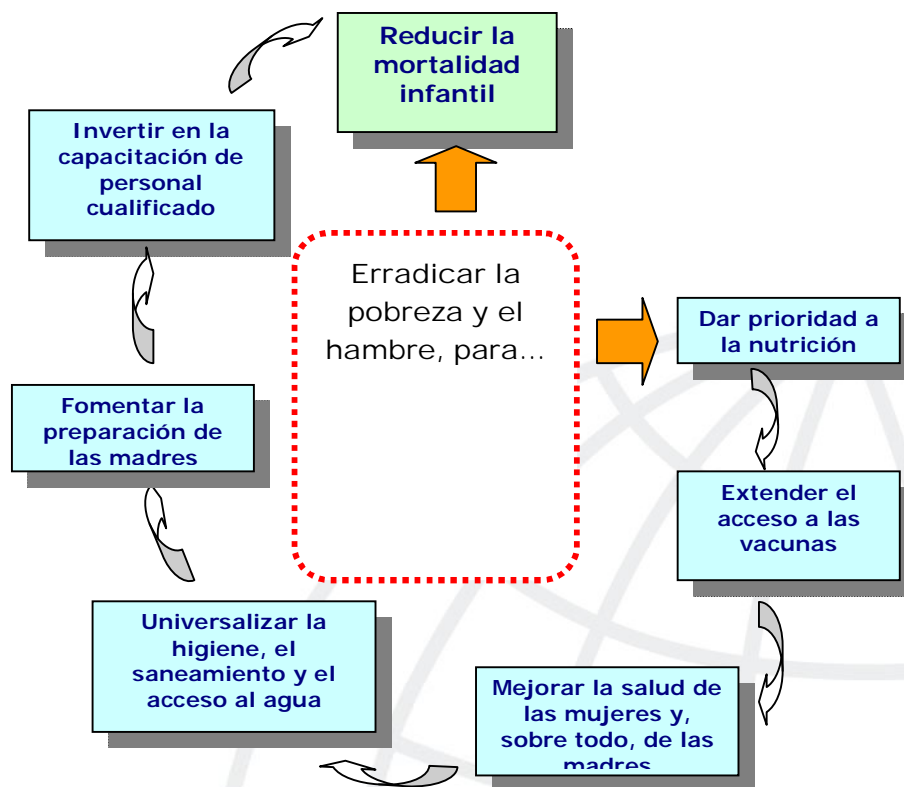 Reducir la
mortalidad
infantil
Invertir en la
capacitación de
personal
cualificado
Erradicar la
pobreza y el
hambre, para...
Dar prioridad a
la nutrición
Fomentar la
preparación de
las madres
Extender el
acceso a las
vacunas
Universalizar la
higiene, el
saneamiento y el
acceso al agua
Mejorar la salud de
las mujeres y,
sobre todo, de las
madres